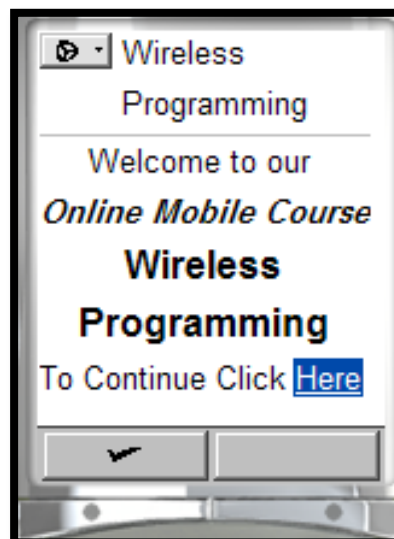 Wireless
Programming
Welcome to our
Online Mobile Course
Wireless
Programming
To Continue Click Here